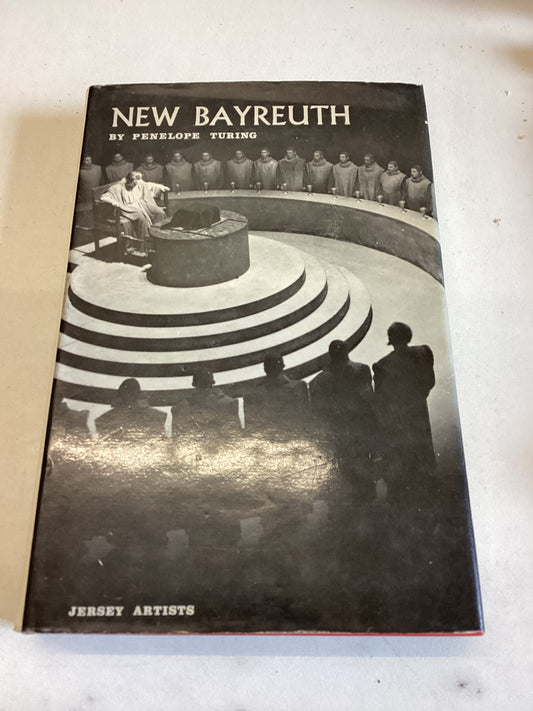 NEW BAYREUTH
BY PENELOPE TURING
JERSEY ARTISTS